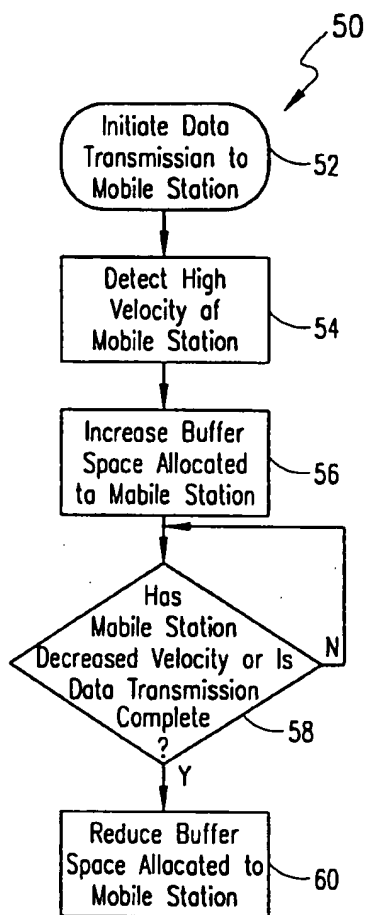 50
Initiate Data
Transmission to
Mobile Station
52
Detect High
Velocity of
Mobile Station
54
Increase Buffer
Space Allocated
to Mobile Station
56
Has
Mobile Station
Decreased Velocity or Is
Data Transmission
Complete
?
N
58
Y
Reduce Buffer
Space Allocated to
Mobile Station
60